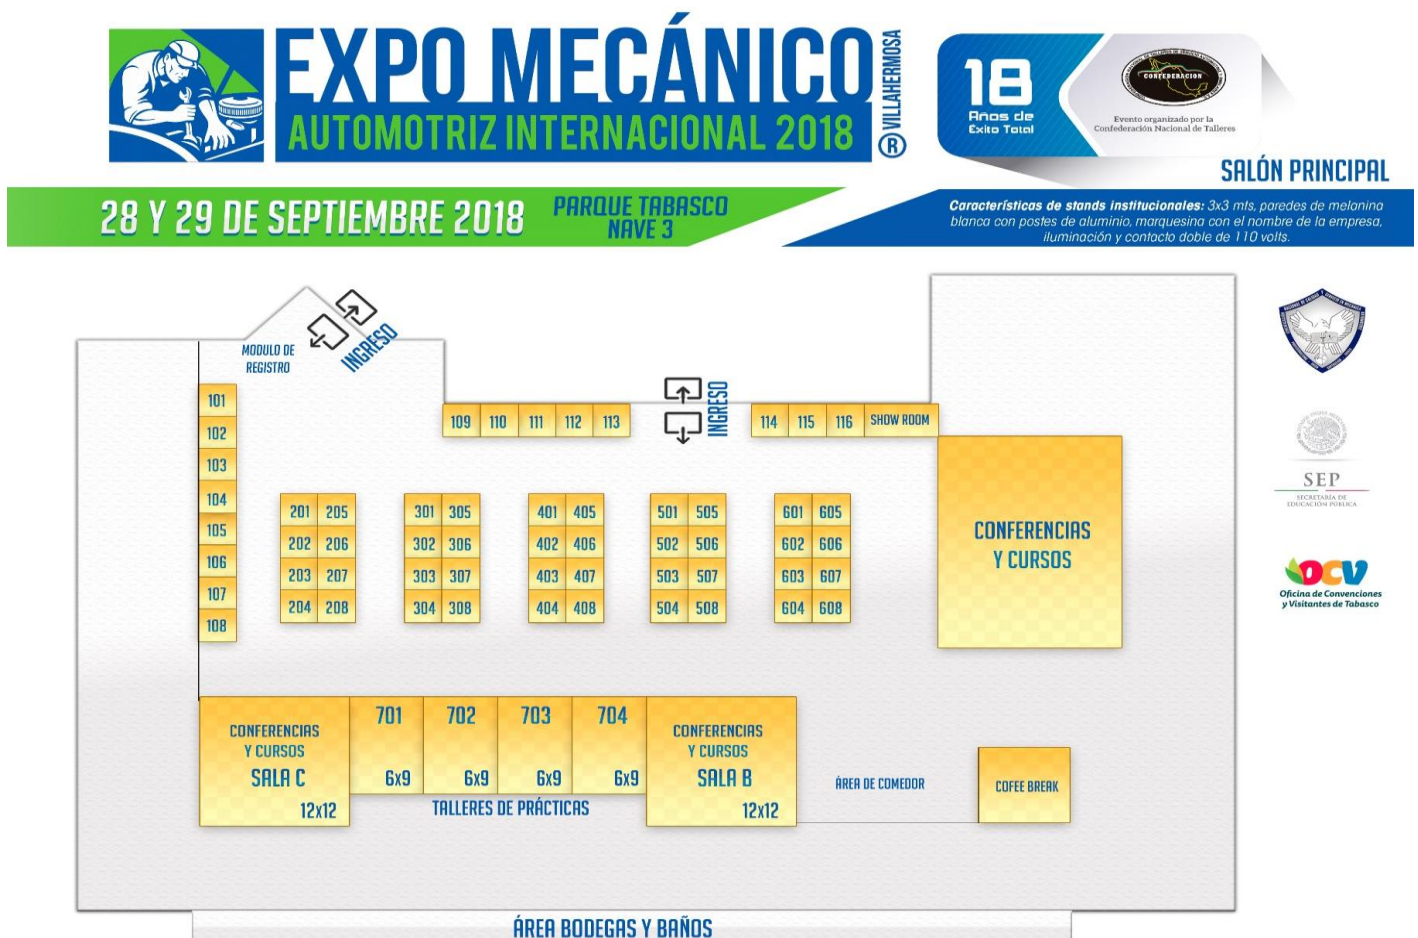 EXPO MECÁNICO
AUTOMOTRIZ INTERNACIONAL 2018
® VILLAHERMOSA
18
Años de
Éxito Total
CONFEDERACION
Evento organizado por la
Confederación Nacional de Talleres
SALÓN PRINCIPAL
28 Y 29 DE SEPTIEMBRE 2018
PARQUE TABASCO
NAVE 3
Características de stands institucionales: 3x3 mts, paredes de melanina
blanca con postes de aluminio, marquesina con el nombre de la empresa,
iluminación y contacto doble de 110 volts.
MODULO DE
REGISTRO
INGRESO
INGRESO
101
102
103
104
105
106
107
108
109 110 111 112 113
114 115 116 SHOW ROOM
201 205
202 206
203 207
204 208
301 305
302 306
303 307
304 308
401 405
402 406
403 407
404 408
501 505
502 506
503 507
504 508
601 605
602 606
603 607
604 608
CONFERENCIAS
Y CURSOS
SEP
SECRETARÍA DE
EDUCACIÓN PÚBLICA
OCV
Oficina de Convenciones
y Visitantes de Tabasco
CONFERENCIAS
Y CURSOS
SALA C
12x12
701 702 703 704
6x9 6x9 6x9 6x9
TALLERES DE PRÁCTICAS
CONFERENCIAS
Y CURSOS
SALA B
12x12
ÁREA DE COMEDOR
COFEE BREAK
ÁREA BODEGAS Y BAÑOS